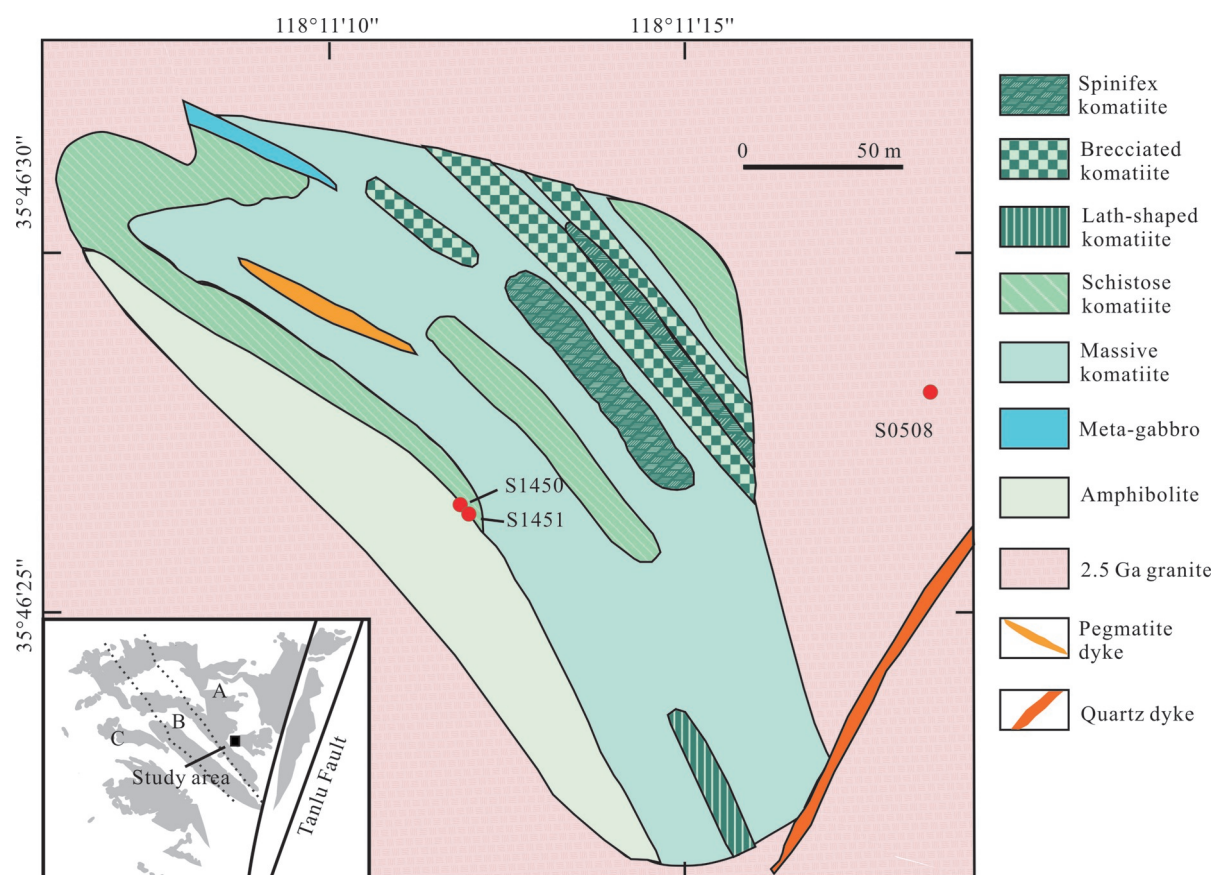 118°11'10"
118°11'15"
35°46'30"
35°46'25"
0
50 m
S0508
S1450
S1451
A
B
C
Study area
Tanlu Fault
Spinifex
komatiite
Brecciated
komatiite
Lath-shaped
komatiite
Schistose
komatiite
Massive
komatiite
Meta-gabbro
Amphibolite
2.5 Ga granite
Pegmatite
dyke
Quartz dyke